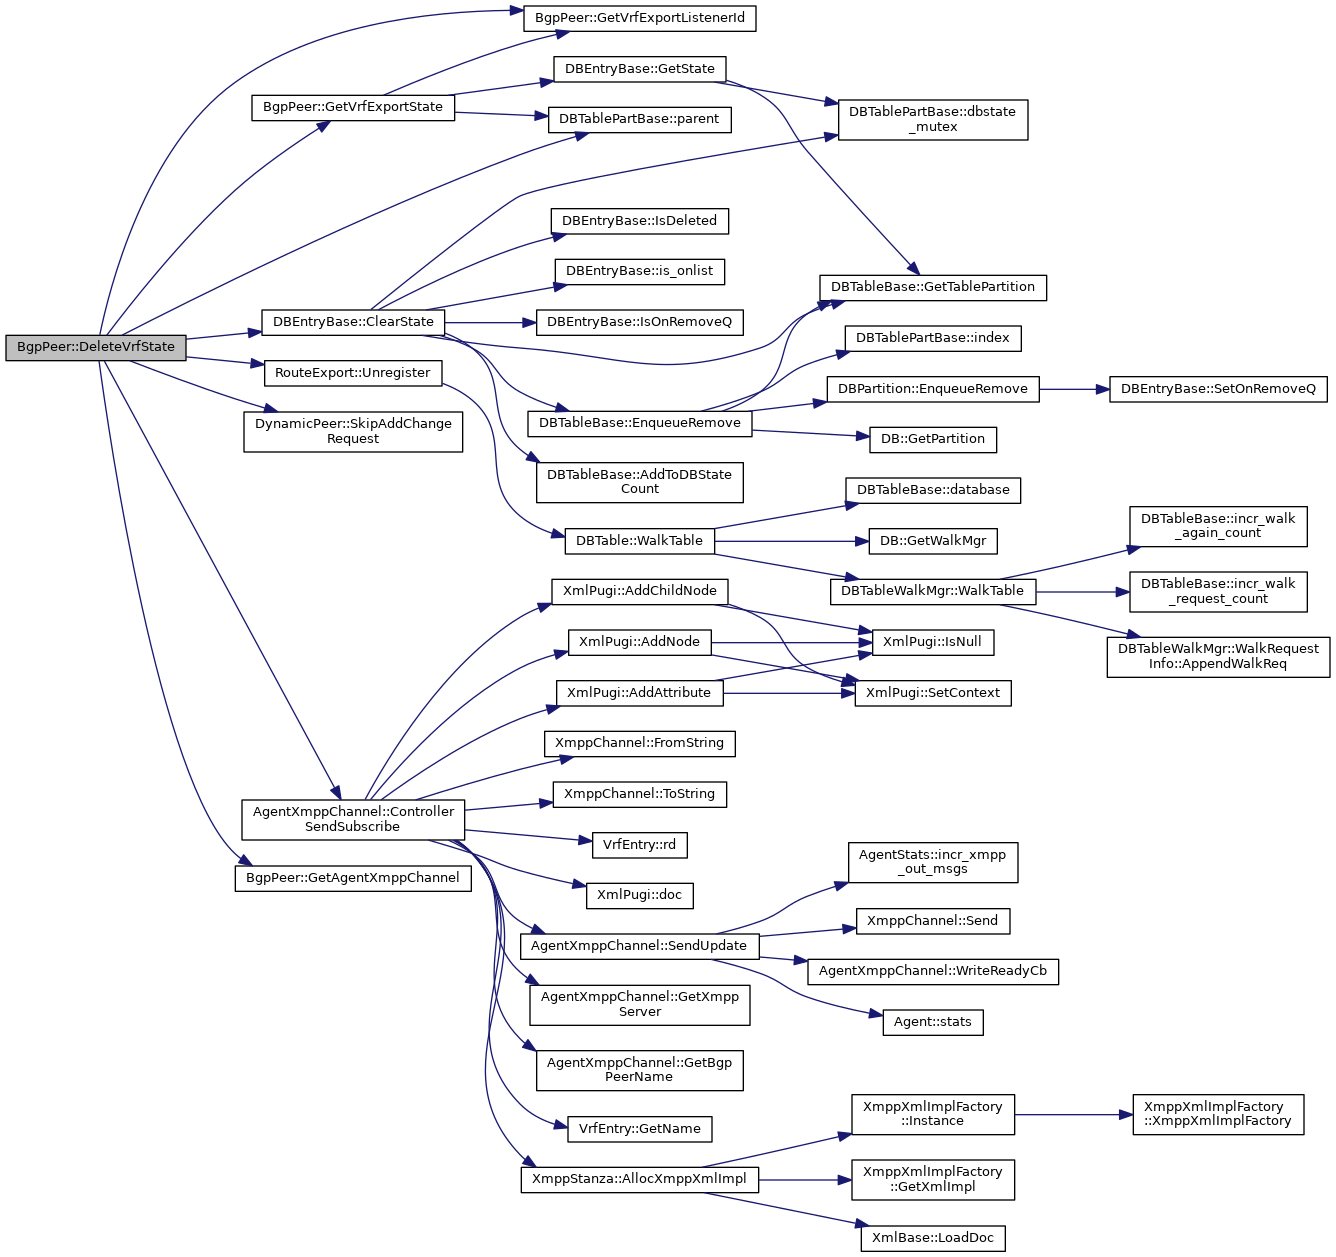 BgpPeer::GetVrfExportListenerId
DBEntryBase::GetState
BgpPeer::GetVrfExportState
DBTablePartBase::parent
DBTablePartBase::dbstate
_mutex
DBEntryBase::IsDeleted
DBEntryBase::is_onlist
DBTableBase::GetTablePartition
DBEntryBase::ClearState
DBEntryBase::IsOnRemoveQ
DBTablePartBase::index
BgpPeer::DeleteVrfState
RouteExport::Unregister
DBPartition::EnqueueRemove
DBEntryBase::SetOnRemoveQ
DynamicPeer::SkipAddChange
Request
DBTableBase::EnqueueRemove
DB::GetPartition
DBTableBase::AddToDBState
Count
DBTableBase::database
DBTable::WalkTable
DB::GetWalkMgr
DBTableBase::incr_walk
_again_count
XmlPugi::AddChildNode
DBTableWalkMgr::WalkTable
DBTableBase::incr_walk
_request_count
XmlPugi::AddNode
XmlPugi::IsNull
DBTableWalkMgr::WalkRequest
Info::AppendWalkReq
XmlPugi::AddAttribute
XmlPugi::SetContext
XmppChannel::FromString
XmppChannel::ToString
AgentXmppChannel::Controller
SendSubscribe
VrfEntry::rd
AgentStats::incr_xmpp
_out_msgs
BgpPeer::GetAgentXmppChannel
XmlPugi::doc
XmppChannel::Send
AgentXmppChannel::SendUpdate
AgentXmppChannel::WriteReadyCb
AgentXmppChannel::GetXmpp
Server
Agent::stats
AgentXmppChannel::GetBgp
PeerName
XmppXmlImplFactory
::Instance
XmppXmlImplFactory
::XmppXmlImplFactory
VrfEntry::GetName
XmppStanza::AllocXmppXmlImpl
XmppXmlImplFactory
::GetXmlImpl
XmlBase::LoadDoc